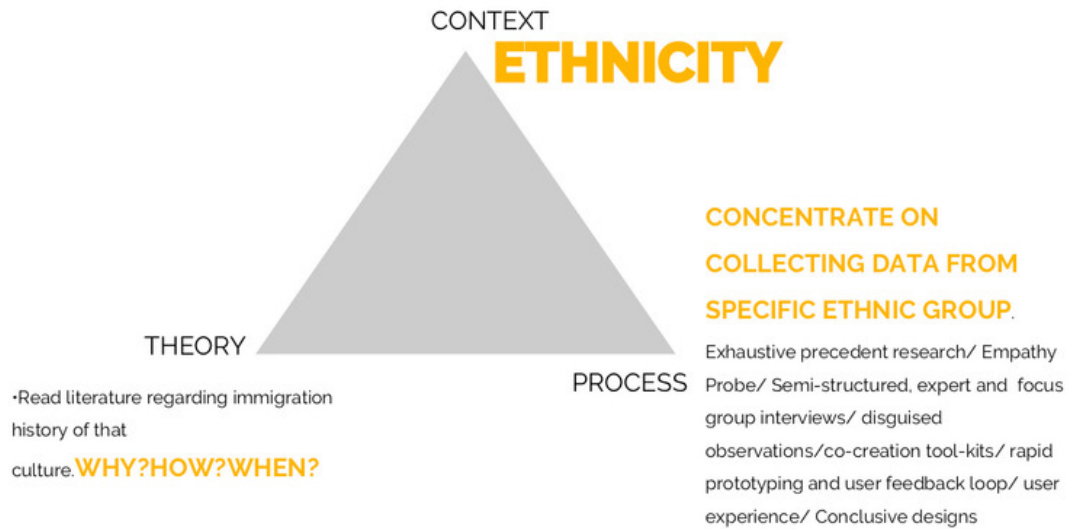 CONTEXT
ETHNICITY
CONCENTRATE ON
COLLECTING DATA FROM
SPECIFIC ETHNIC GROUP.
THEORY
Exhaustive precedent research/ Empathy
PROCESS
Probe/ Semi-structured, expert and focus
group interviews/ disguised
observations/co-creation tool-kits/ rapid
prototyping and user feedback loop/ user
experience/ Conclusive designs
•Read literature regarding immigration
history of that
culture.WHY?HOW?WHEN?